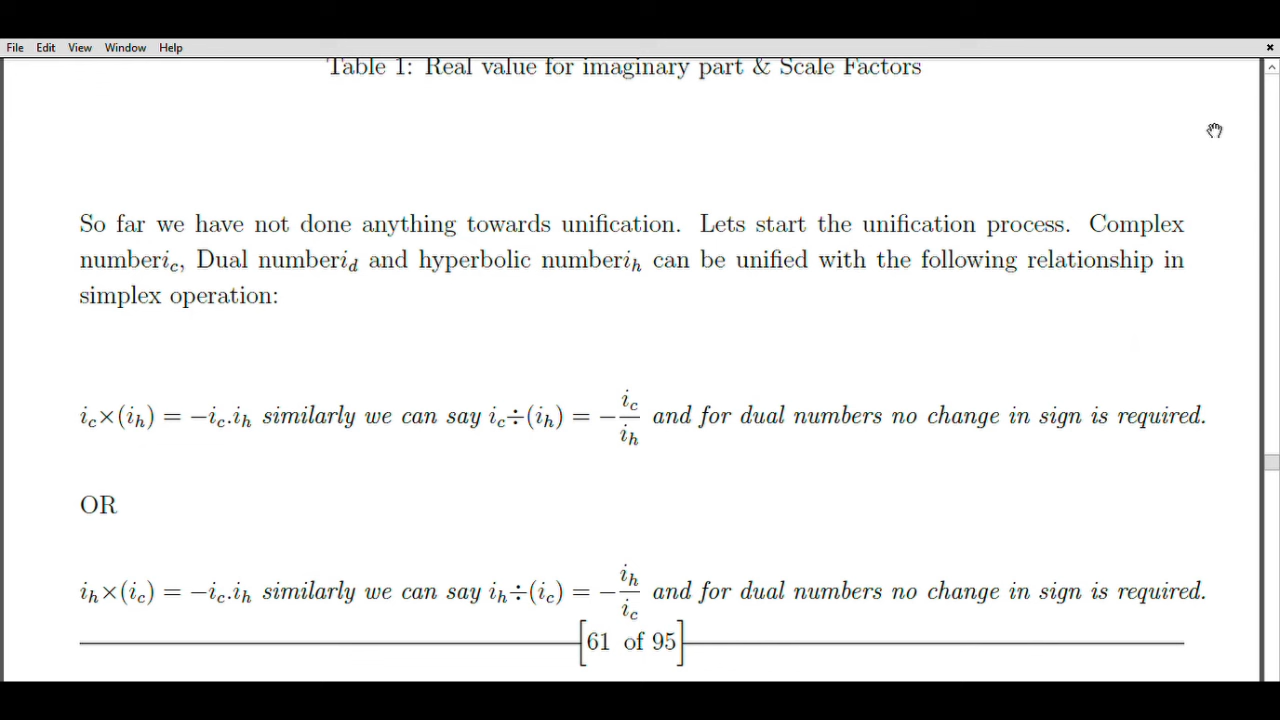 File Edit View Window Help
Table 1: Real value for imaginary part & Scale Factors
So far we have not done anything towards unification. Lets start the unification process. Complex
number𝑖_c, Dual number𝑖_d and hyperbolic number𝑖_h can be unified with the following relationship in
simplex operation:
i_c×(i_h) = −i_c.i_h similarly we can say i_c÷(i_h) = −i_c/i_h and for dual numbers no change in sign is required.
OR
i_h×(i_c) = −i_c.i_h similarly we can say i_h÷(i_c) = −i_h/i_c and for dual numbers no change in sign is required.
[61 of 95]